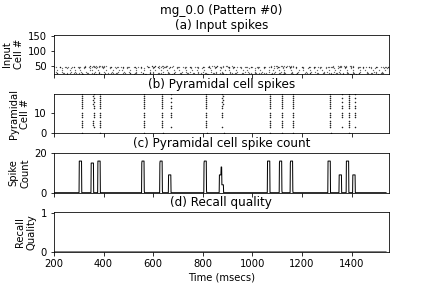 mg_0.0 (Pattern #0)
(a) Input spikes
Input
Cell #
150
100
50
(b) Pyramidal cell spikes
Pyramidal
Cell #
10
0
(c) Pyramidal cell spike count
Spike
Count
20
0
(d) Recall quality
Recall
Quality
1
0
200 400 600 800 1000 1200 1400
Time (msecs)